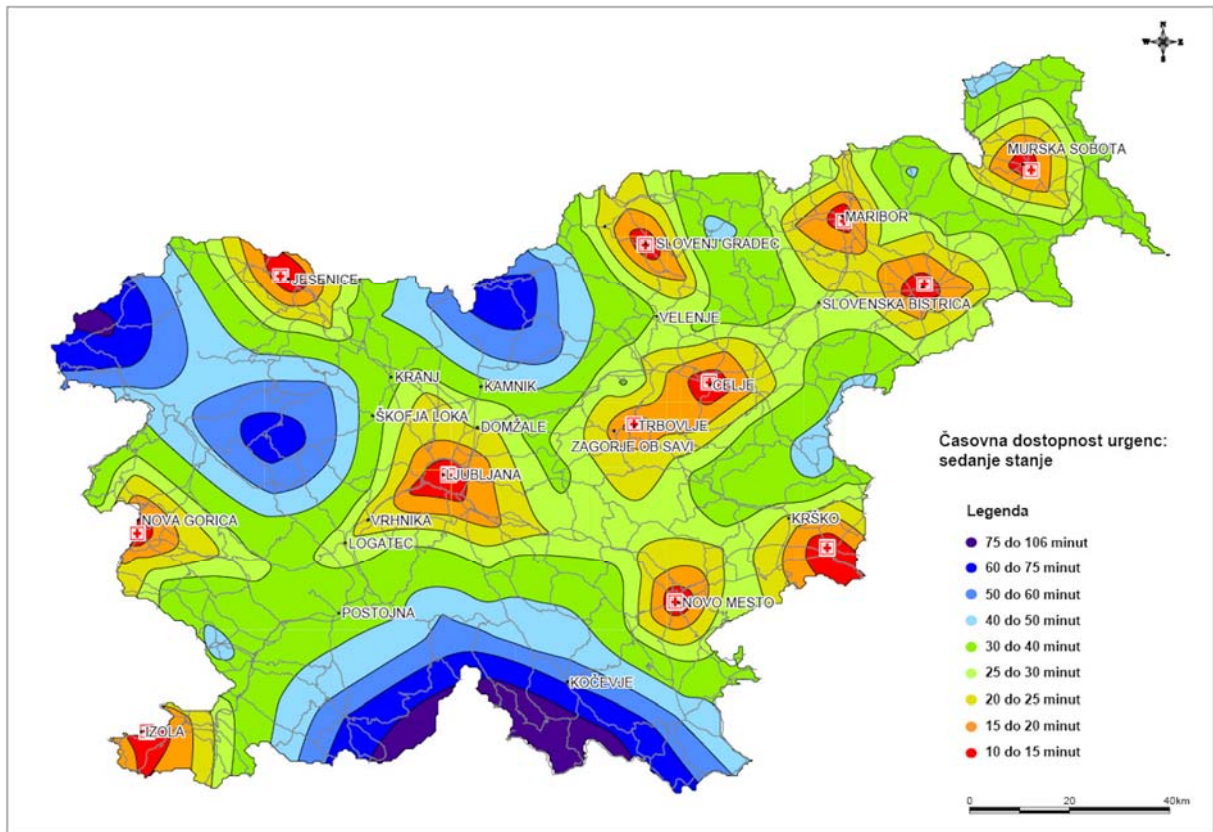 N
W E
S
MURSKA SOBOTA
MARIBOR
SLOVENJ GRADEC
JESENICE
SLOVENSKA BISTRICA
VELENJE
KRANJ
KAMNIK
CELJE
ŠKOFJA LOKA
DOMŽALE
TRBOVLJE
ZAGORJE OB SAVI
LJUBLJANA
NOVA GORICA
VRHNIKA
KRŠKO
LOGATEC
NOVO MESTO
POSTOJNA
KOČEVJE
IZOLA
Časovna dostopnost urgenc:
sedanje stanje
Legenda
75 do 106 minut
60 do 75 minut
50 do 60 minut
40 do 50 minut
30 do 40 minut
25 do 30 minut
20 do 25 minut
15 do 20 minut
10 do 15 minut
0 20 40km